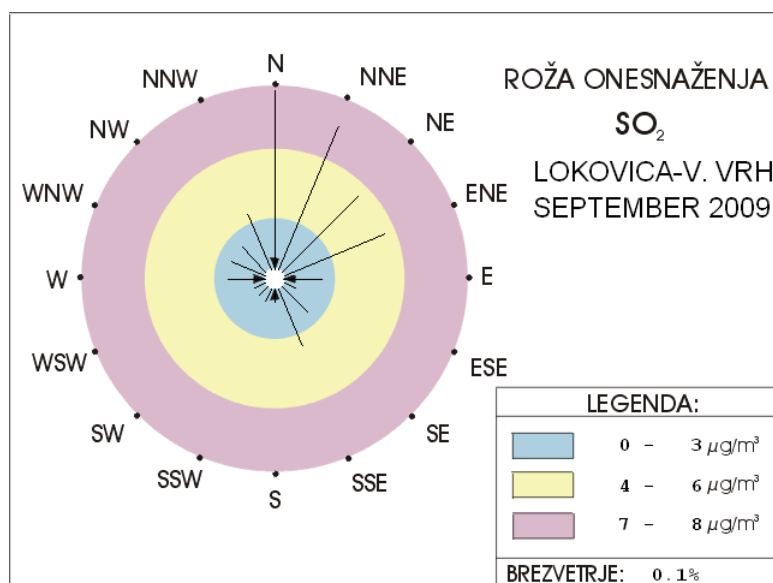 ROŽA ONESNAŽENJA
SO₂
LOKOVICA-V. VRH
SEPTEMBER 2009
N
NNW
NNE
NW
NE
WNW
ENE
W
E
WSW
ESE
SW
SE
SSW
SSE
S
LEGENDA:
0 – 3 µg/m³
4 – 6 µg/m³
7 – 8 µg/m³
BREZVETRJE: 0.1%